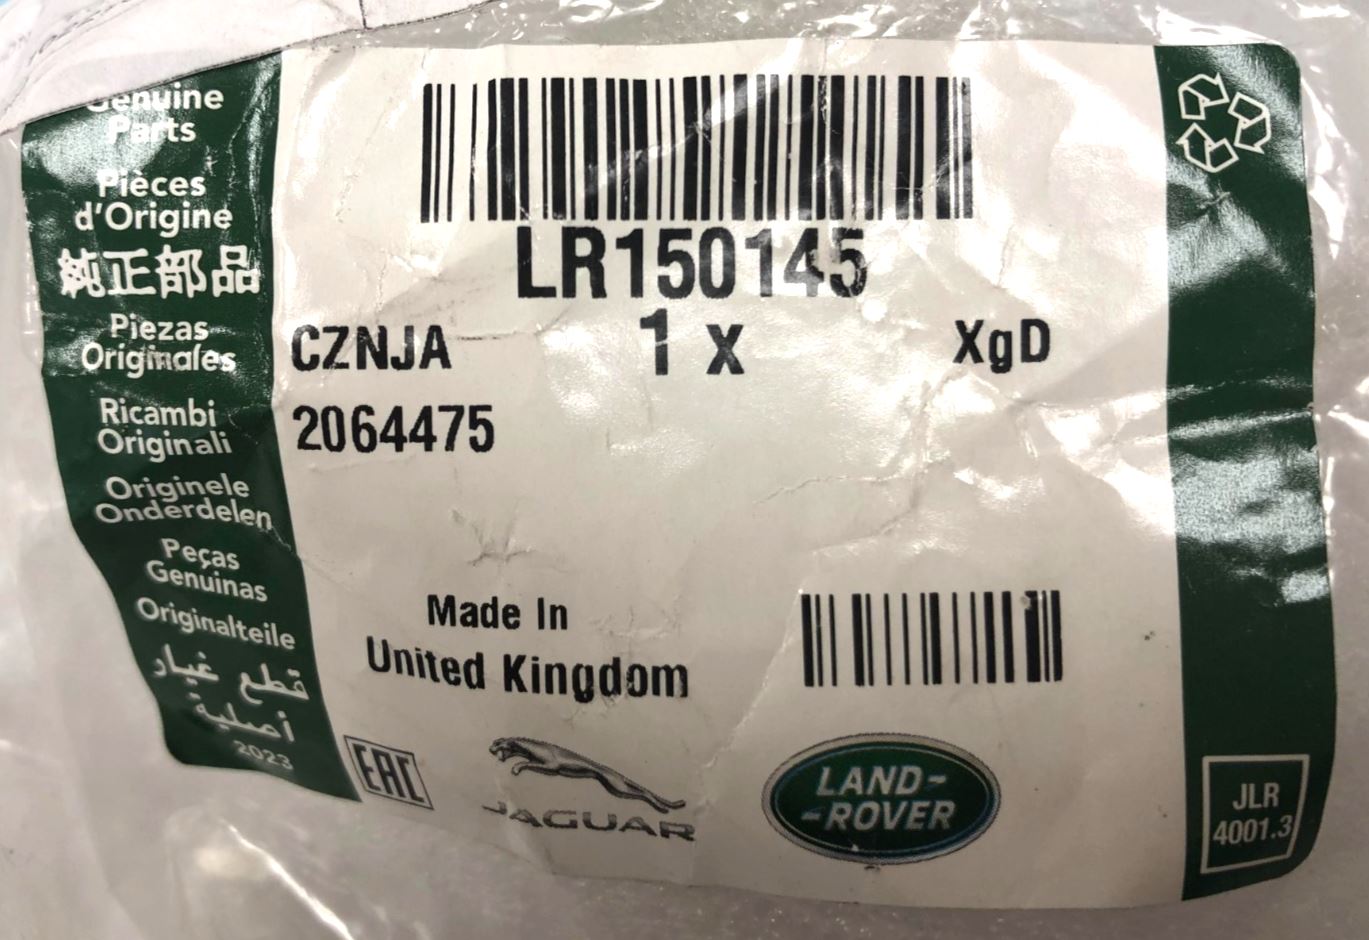 Genuine
Parts
Pièces
d'Origine
純正部品
Piezas
Originales
Ricambi
Originali
Originele
Onderdelen
Peças
Genuinas
Originalteile
قطع غيار
أصلية
2023
LR150145
CZNJA 1 x XgD
2064475
Made In
United Kingdom
EAC
JAGUAR
LAND-
-ROVER
JLR
4001.3